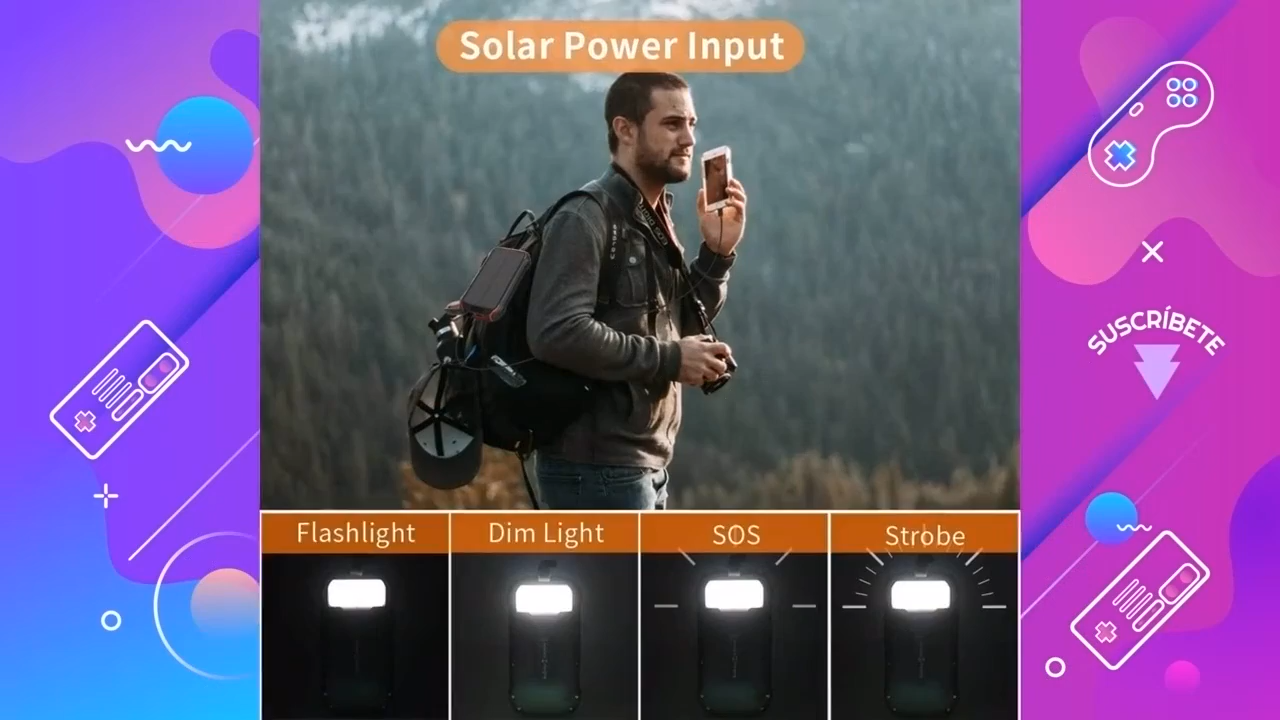 Solar Power Input
SUSCRÍBETE
Flashlight
Dim Light
SOS
Strobe